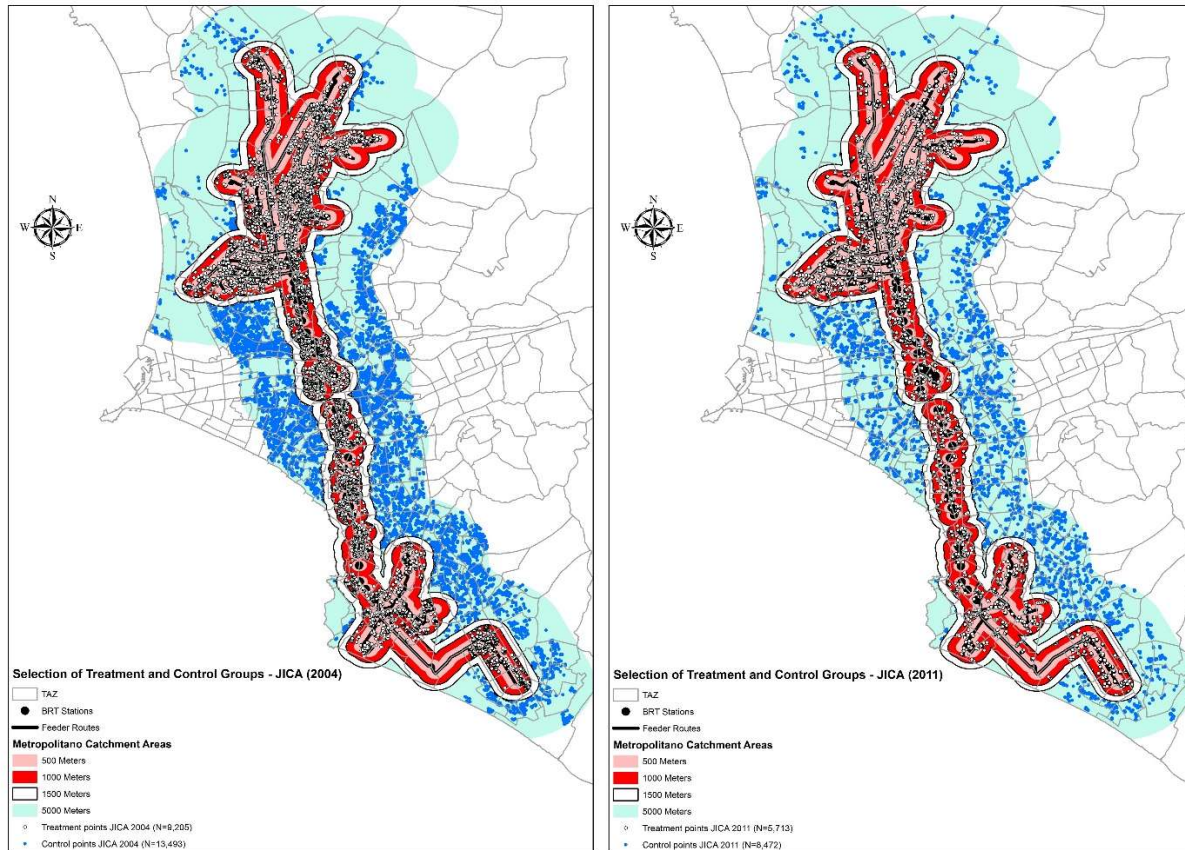 N
W E
S
Selection of Treatment and Control Groups - JICA (2004)
TAZ
BRT Stations
Feeder Routes
Metropolitano Catchment Areas
500 Meters
1000 Meters
1500 Meters
5000 Meters
Treatment points JICA 2004 (N=9,205)
Control points JICA 2004 (N=13,493)
N
W E
S
Selection of Treatment and Control Groups - JICA (2011)
TAZ
BRT Stations
Feeder Routes
Metropolitano Catchment Areas
500 Meters
1000 Meters
1500 Meters
5000 Meters
Treatment points JICA 2011 (N=5,713)
Control points JICA 2011 (N=8,472)